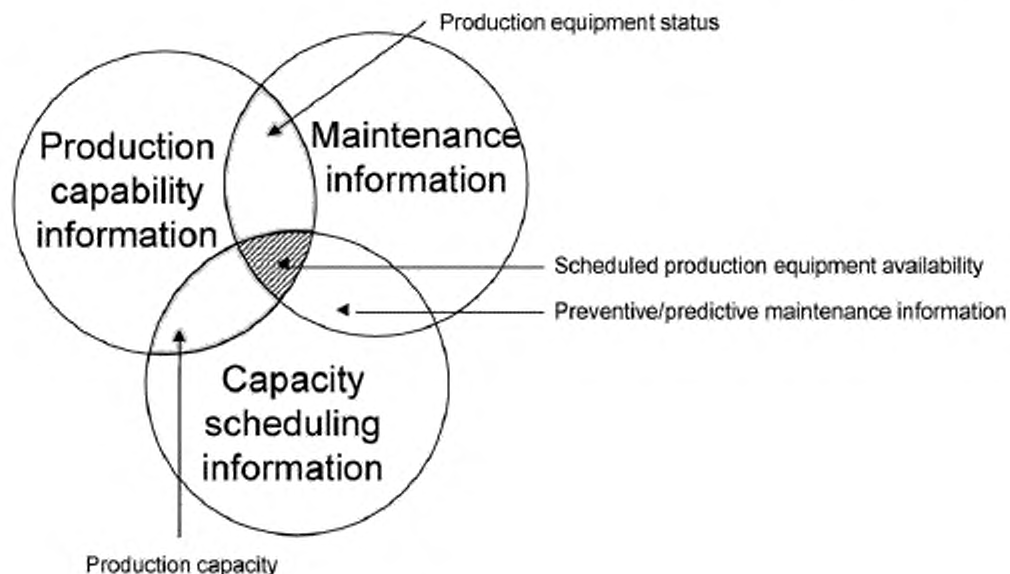 Production equipment status
Production
capability
information
Maintenance
information
Scheduled production equipment availability
Preventive/predictive maintenance information
Capacity
scheduling
information
Production capacity